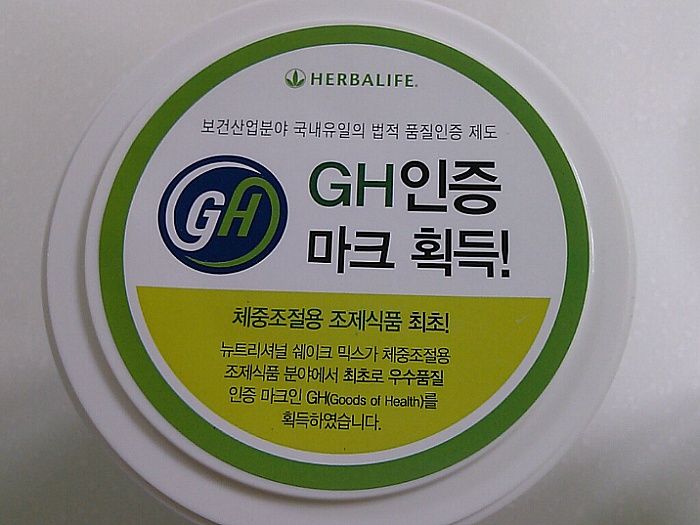 HERBALIFE.
보건산업분야 국내유일의 법적 품질인증 제도
GH
GH인증
마크 획득!
체중조절용 조제식품 최초!
뉴트리셔널 쉐이크 믹스가 체중조절용
조제식품 분야에서 최초로 우수품질
인증 마크인 GH(Goods of Health)를
획득하였습니다.